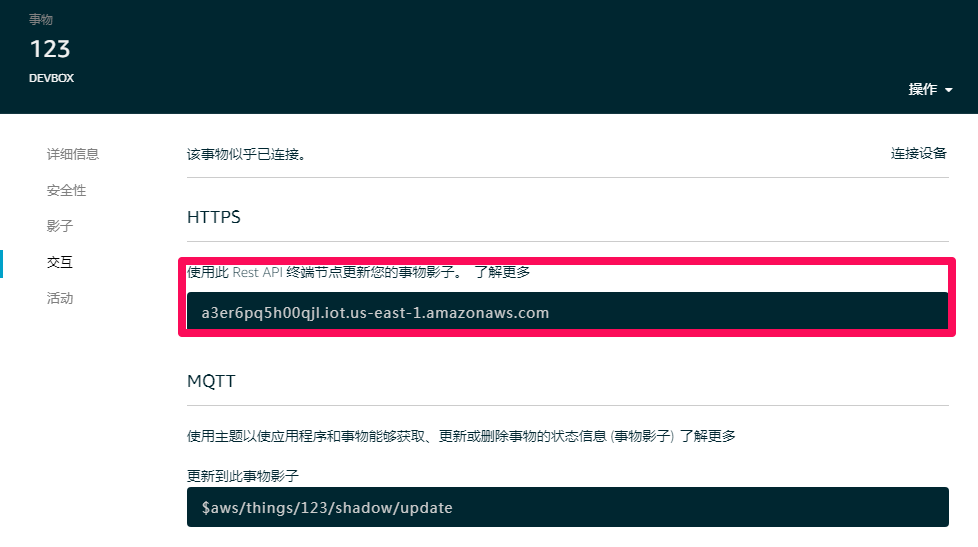 事物
123
DEVBOX
操作
详细信息
安全性
影子
交互
活动
该事物似乎已连接。 连接设备
HTTPS
使用此 Rest API 终端节点更新您的事物影子。 了解更多
a3er6pq5h00qjl.iot.us-east-1.amazonaws.com
MQTT
使用主题以使应用程序和事物能够获取、更新或删除事物的状态信息 (事物影子) 了解更多
更新到此事物影子
$aws/things/123/shadow/update